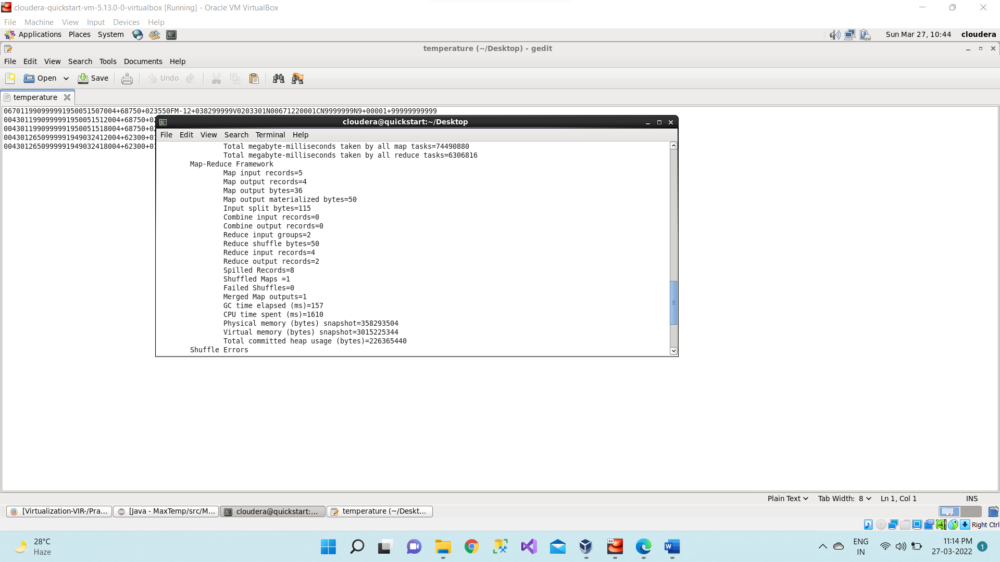 cloudera-quickstart-vm-5.13.0-0-virtualbox [Running] - Oracle VM VirtualBox
File Machine View Input Devices Help
Applications Places System Sun Mar 27, 10:44 cloudera
temperature (~/Desktop) - gedit
File Edit View Search Tools Documents Help
Open Save Undo
temperature
0670119909999991950051507004+68750+023550FM-12+038299999V0203301N00671220001CN9999999N9+00001+99999999999
0043011990999991950051512004+68750+02
0043011990999991950051518004+68750+02
0043012650999991949032412004+62300+01
0043012650999991949032418004+62300+01
cloudera@quickstart:~/Desktop
File Edit View Search Terminal Help
Total megabyte-milliseconds taken by all map tasks=74490880
Total megabyte-milliseconds taken by all reduce tasks=6306816
Map-Reduce Framework
Map input records=5
Map output records=4
Map output bytes=36
Map output materialized bytes=50
Input split bytes=115
Combine input records=0
Combine output records=0
Reduce input groups=2
Reduce shuffle bytes=50
Reduce input records=4
Reduce output records=2
Spilled Records=8
Shuffled Maps =1
Failed Shuffles=0
Merged Map outputs=1
GC time elapsed (ms)=157
CPU time spent (ms)=1610
Physical memory (bytes) snapshot=358293504
Virtual memory (bytes) snapshot=3015225344
Total committed heap usage (bytes)=226365440
Shuffle Errors
Plain Text Tab Width: 8 Ln 1, Col 1 INS
[Virtualization-VIR-/Pra... [Java - MaxTemp/src/M... cloudera@quickstart:... temperature (~/Deskt...
Right Ctrl
28°C
Haze
ENG
IN
11:14 PM
27-03-2022
1